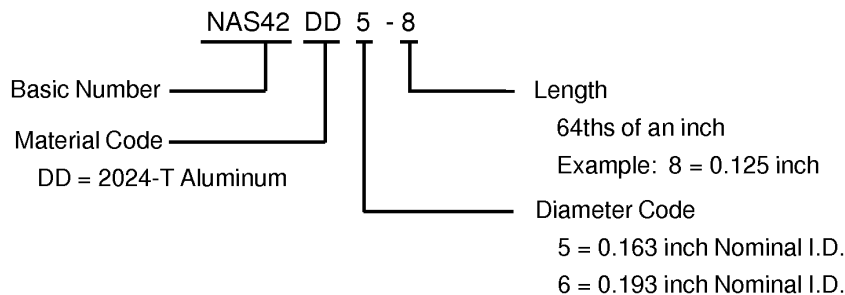 NAS42 DD 5 - 8
Basic Number
Material Code
DD = 2024-T Aluminum
Length
64ths of an inch
Example: 8 = 0.125 inch
Diameter Code
5 = 0.163 inch Nominal I.D.
6 = 0.193 inch Nominal I.D.